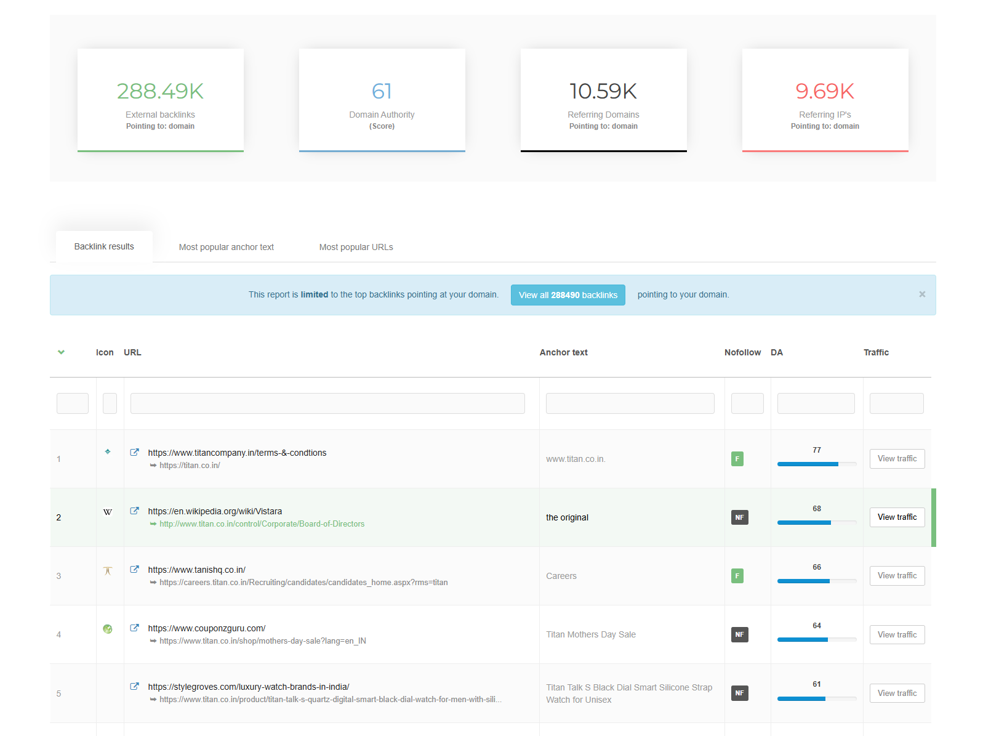 288.49K
External backlinks
Pointing to: domain
61
Domain Authority
(Score)
10.59K
Referring Domains
Pointing to: domain
9.69K
Referring IP's
Pointing to: domain
Backlink results Most popular anchor text Most popular URLs
This report is limited to the top backlinks pointing at your domain. View all 288490 backlinks pointing to your domain. ×
Icon URL Anchor text Nofollow DA Traffic
1 https://www.titancompany.in/terms-&-condtions www.titan.co.in. F 77 View traffic
https://titan.co.in/
2 W https://en.wikipedia.org/wiki/Vistara the original NF 68 View traffic
http://www.titan.co.in/control/Corporate/Board-of-Directors
3 https://www.tanishq.co.in/ Careers F 66 View traffic
https://careers.titan.co.in/Recruiting/candidates/candidates_home.aspx?rms=titan
4 https://www.couponzguru.com/ Titan Mothers Day Sale NF 64 View traffic
https://www.titan.co.in/shop/mothers-day-sale?lang=en_IN
5 https://stylegroves.com/luxury-watch-brands-in-india/ Titan Talk S Black Dial Smart Silicone Strap NF 61 View traffic
https://www.titan.co.in/product/titan-talk-s-quartz-digital-smart-black-dial-watch-for-men-with-sili... Watch for Unisex